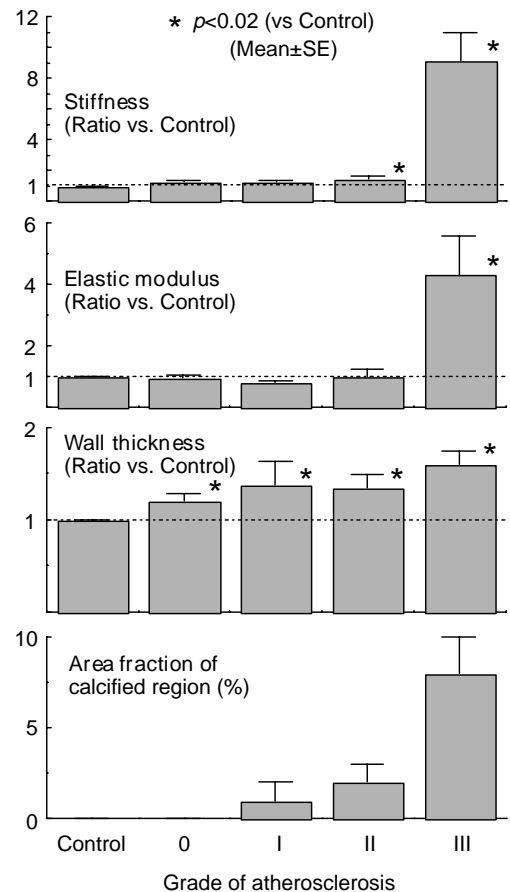 12
* p<0.02 (vs Control)
(Mean±SE)
*
8
Stiffness
(Ratio vs. Control)
4
*
1
6
Elastic modulus
(Ratio vs. Control)
*
4
2
1
2
Wall thickness
(Ratio vs. Control)
*
*
*
*
1
10
Area fraction of
calcified region (%)
5
0
Control 0 I II III
Grade of atherosclerosis